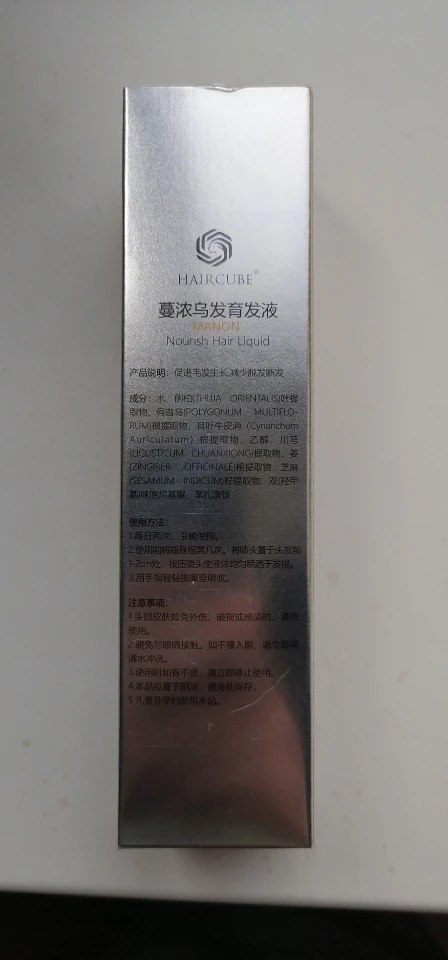 HAIRCUBE®
蔓浓乌发育发液
MANON
Nourish Hair Liquid
产品说明：促进毛发生长，减少脱发断发
成分：水、侧柏(THUJA ORIENTALIS)叶提
取物、何首乌(POLYGONUM MULTIFLO-
RUM)根提取物、耳叶牛皮消（Cynanchum
Auriculatum）根提取物、乙醇、川芎
(LIGUSTICUM CHUANXIONG)提取物、姜
(ZINGIBER OFFICINALE)根提取物、芝麻
(SESAMUM INDICUM)籽提取物、双(羟甲
基)咪唑烷基脲、苯扎溴铵
使用方法：
1.每日两次，早晚使用。
2.使用前将瓶身摇晃几次，将喷头置于头发前
1-2cm处，按压喷头使液体均匀喷洒于发根。
3.用手指轻轻按摩至吸收。
注意事项：
1.头部皮肤如有外伤、破损或感染时，请勿
使用。
2.避免与眼睛接触。如不慎入眼，请立即用
清水冲洗。
3.使用时如有不适，请立即停止使用。
4.本品应置于阴凉、避光处保存。
5.儿童及孕妇禁用本品。